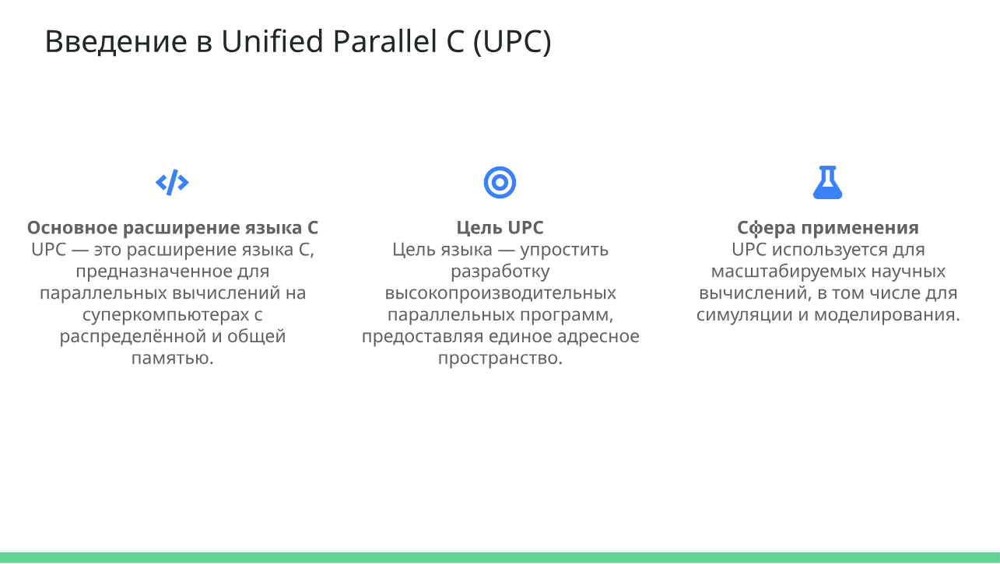 Введение в Unified Parallel C (UPC)
Основное расширение языка C
UPC — это расширение языка C,
предназначенное для
параллельных вычислений на
суперкомпьютерах с
распределённой и общей
памятью.
Цель UPC
Цель языка — упростить
разработку
высокопроизводительных
параллельных программ,
предоставляя единое адресное
пространство.
Сфера применения
UPC используется для
масштабируемых научных
вычислений, в том числе для
симуляции и моделирования.